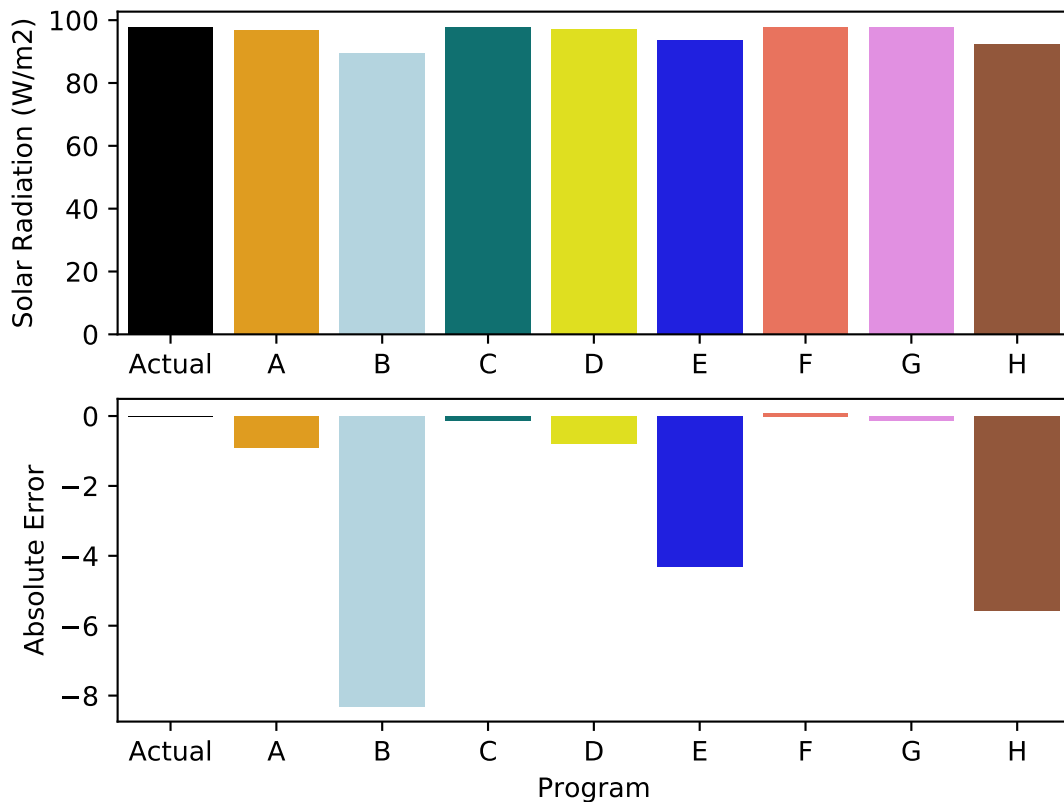 Solar Radiation (W/m2)
100
80
60
40
20
0
Actual A B C D E F G H
Absolute Error
0
−2
−4
−6
−8
Actual A B C D E F G H
Program